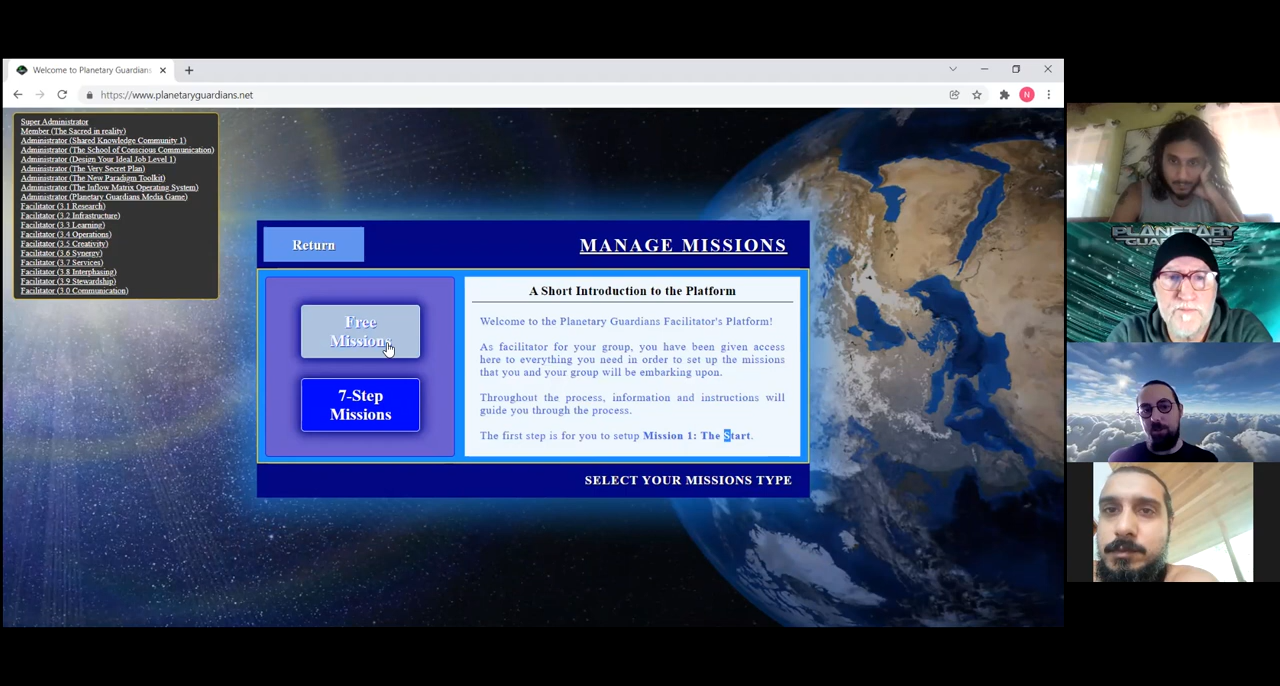 Welcome to Planetary Guardians
https://www.planetaryguardians.net
N
Super Administrator
Member (The Sacred in reality)
Administrator (Shared Knowledge Community 1)
Administrator (The School of Conscious Communication)
Administrator (Design Your Ideal Job Level 1)
Administrator (The Very Secret Plan)
Administrator (The New Paradigm Toolkit)
Administrator (The Inflow Matrix Operating System)
Administrator (Planetary Guardians Media Game)
Facilitator (3.1 Research)
Facilitator (3.2 Infrastructure)
Facilitator (3.3 Learning)
Facilitator (3.4 Operations)
Facilitator (3.5 Creativity)
Facilitator (3.6 Synergy)
Facilitator (3.7 Services)
Facilitator (3.8 Interphasing)
Facilitator (3.9 Stewardship)
Facilitator (3.0 Communication)
Return
MANAGE MISSIONS
Free
Missions
7-Step
Missions
A Short Introduction to the Platform
Welcome to the Planetary Guardians Facilitator's Platform!
As facilitator for your group, you have been given access
here to everything you need in order to set up the missions
that you and your group will be embarking upon.
Throughout the process, information and instructions will
guide you through the process.
The first step is for you to setup Mission 1: The Start.
SELECT YOUR MISSIONS TYPE
PLANETARY